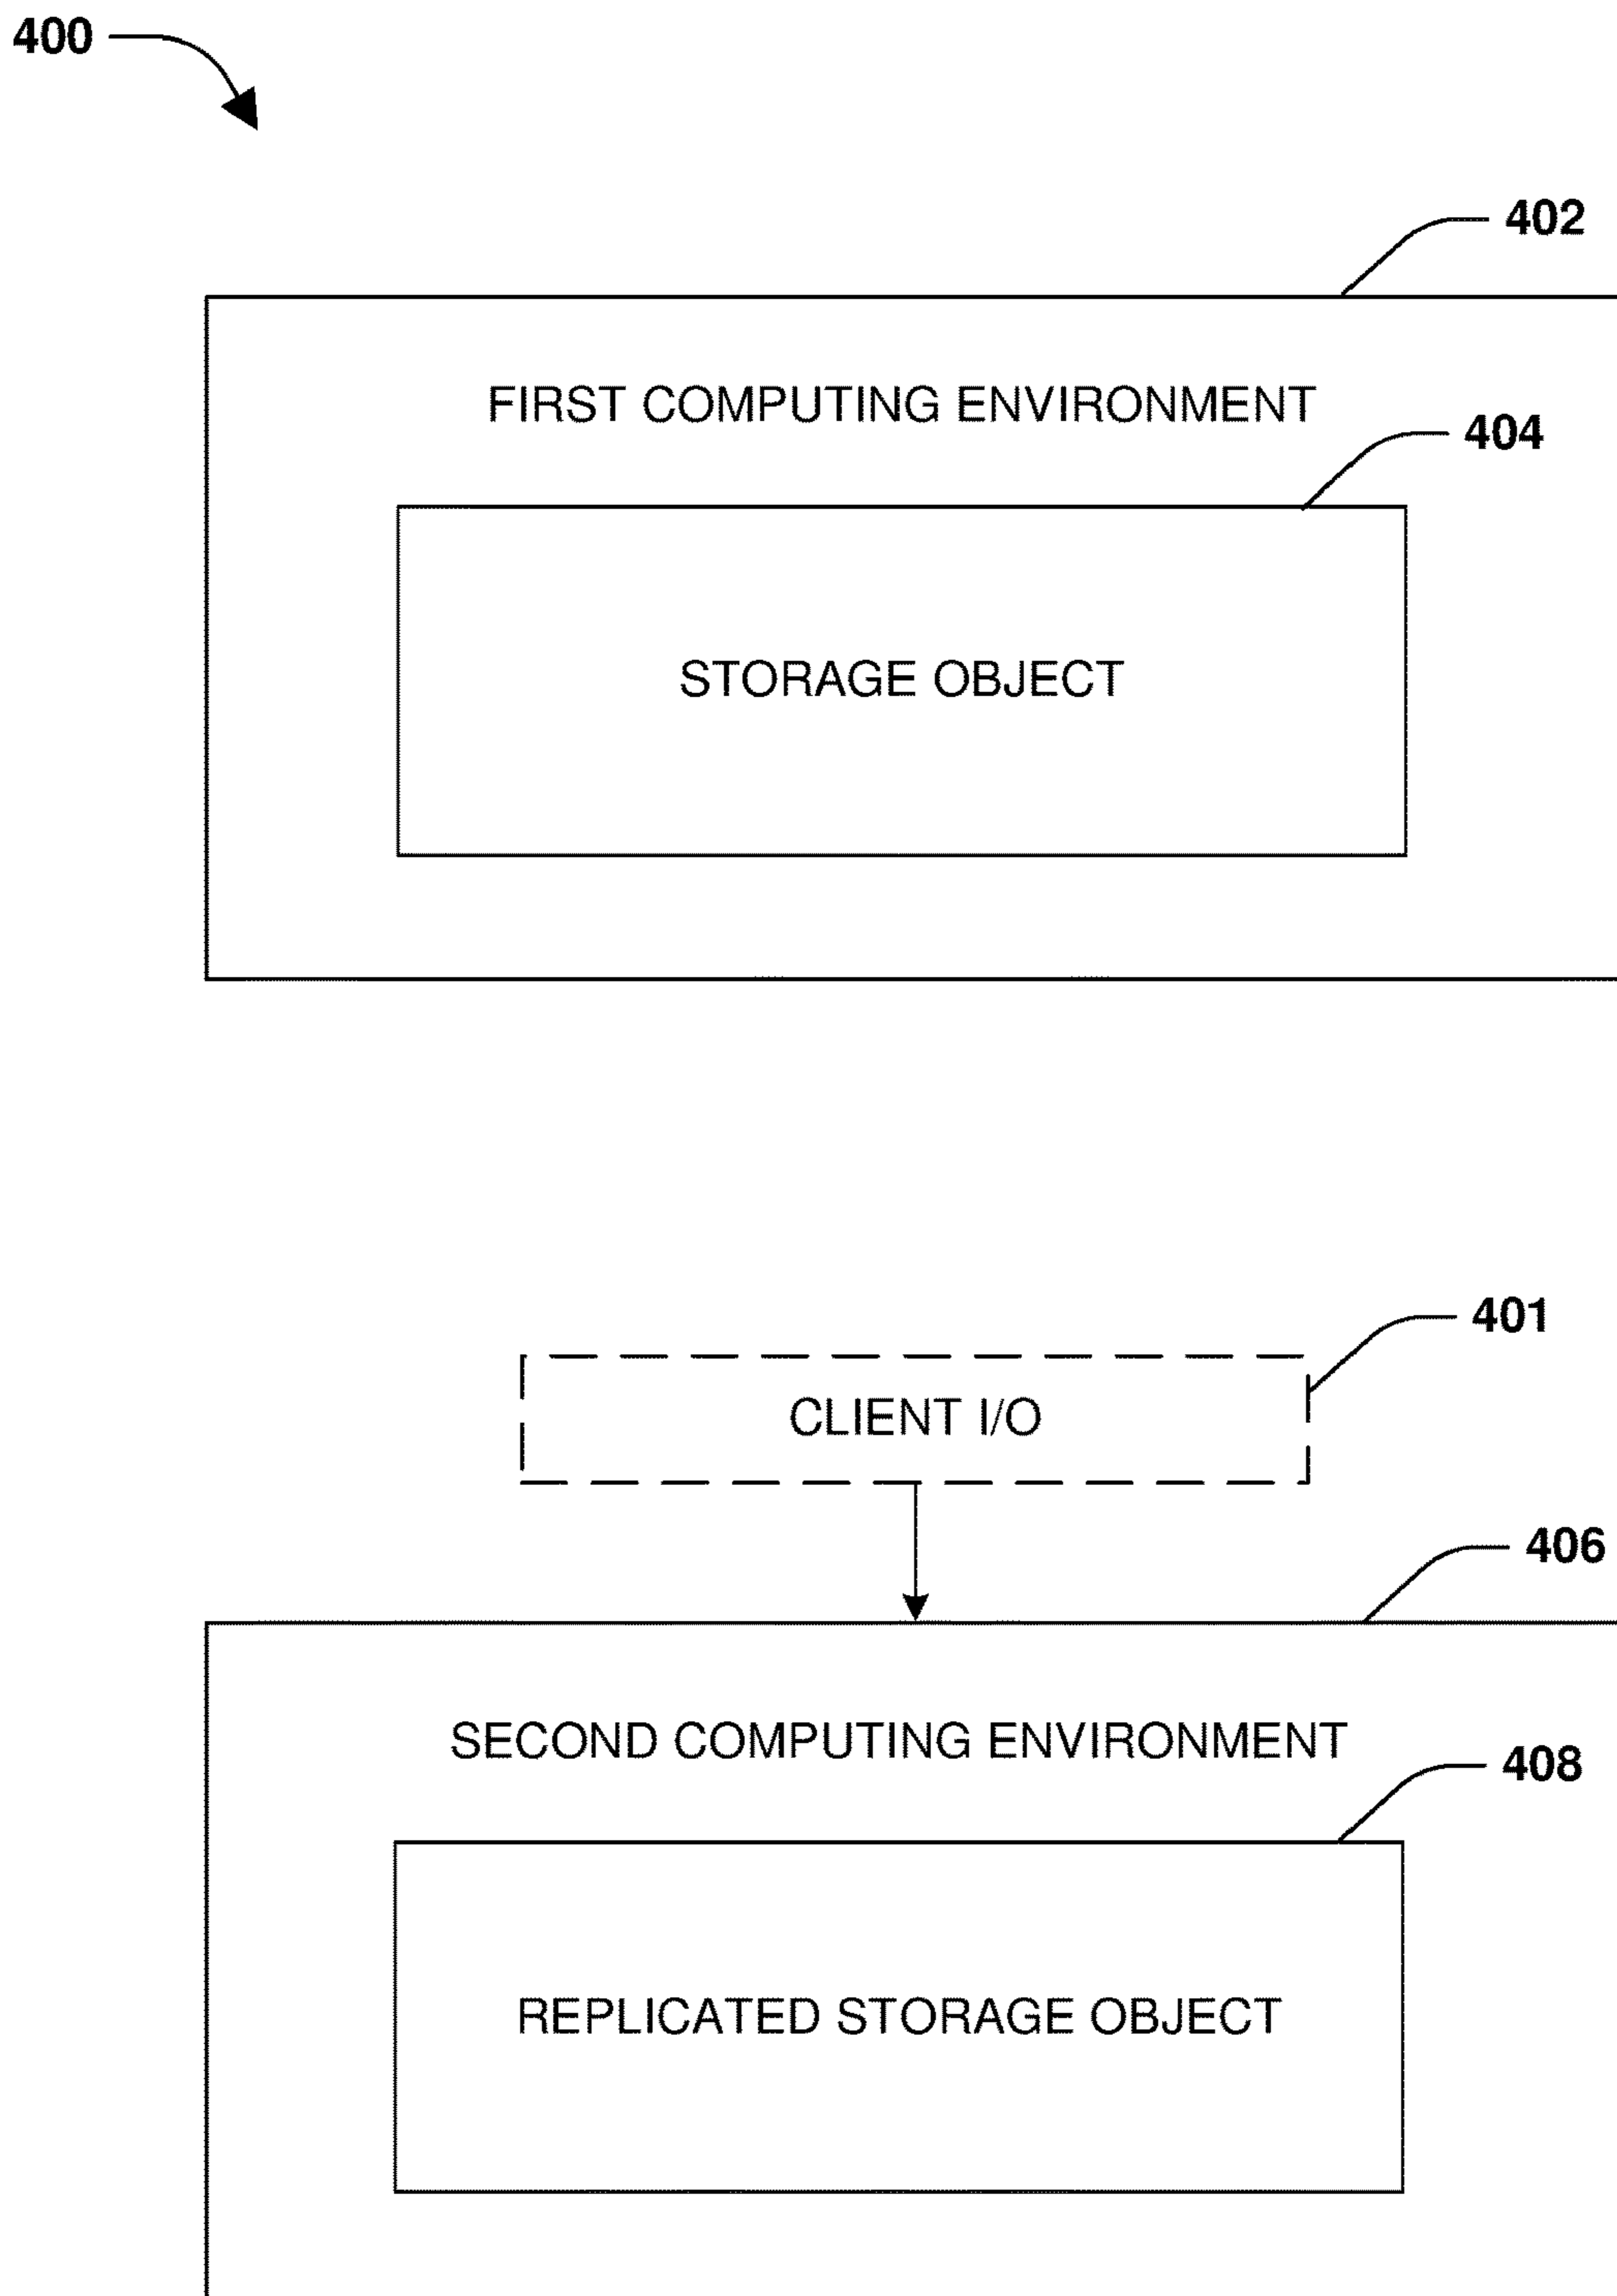 400
402
FIRST COMPUTING ENVIRONMENT
404
STORAGE OBJECT
401
CLIENT I/O
406
SECOND COMPUTING ENVIRONMENT
408
REPLICATED STORAGE OBJECT